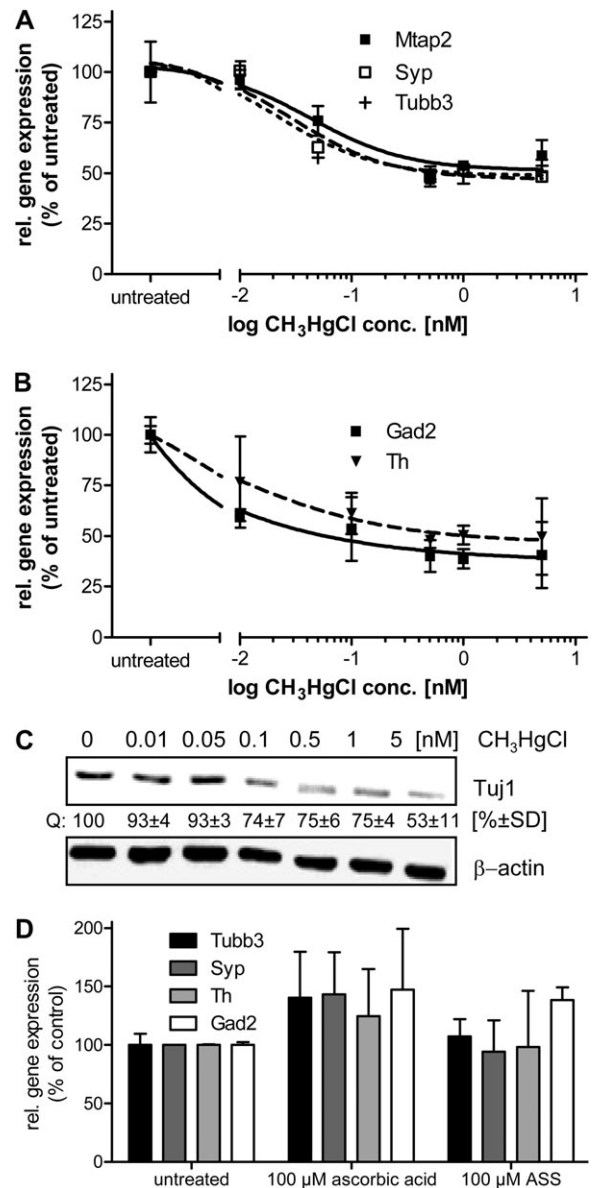 A
125
100
75
50
25
0
rel. gene expression
(% of untreated)
Mtap2
Syp
Tubb3
untreated
-2
-1
0
1
log CH₃HgCl conc. [nM]
B
125
100
75
50
25
0
rel. gene expression
(% of untreated)
Gad2
Th
untreated
-2
-1
0
1
log CH₃HgCl conc. [nM]
C
0 0.01 0.05 0.1 0.5 1 5 [nM] CH₃HgCl
Tuj1
Q: 100 93±4 93±3 74±7 75±6 75±4 53±11 [%±SD]
β–actin
D
200
150
100
50
0
rel. gene expression
(% of control)
Tubb3
Syp
Th
Gad2
untreated
100 µM ascorbic acid
100 µM ASS